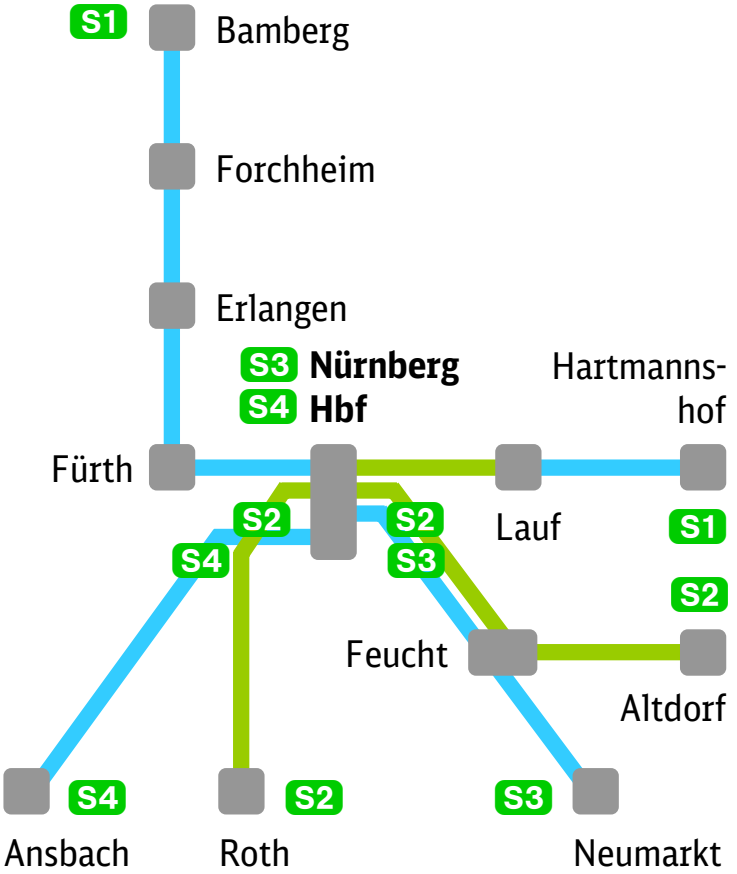 S1 Bamberg
Forchheim
Erlangen
S3 Nürnberg
S4 Hbf
Hartmanns-
hof
Fürth
Lauf
S1
S2
S2
S4
S3
S2
Feucht
Altdorf
S4
S2
S3
Ansbach
Roth
Neumarkt